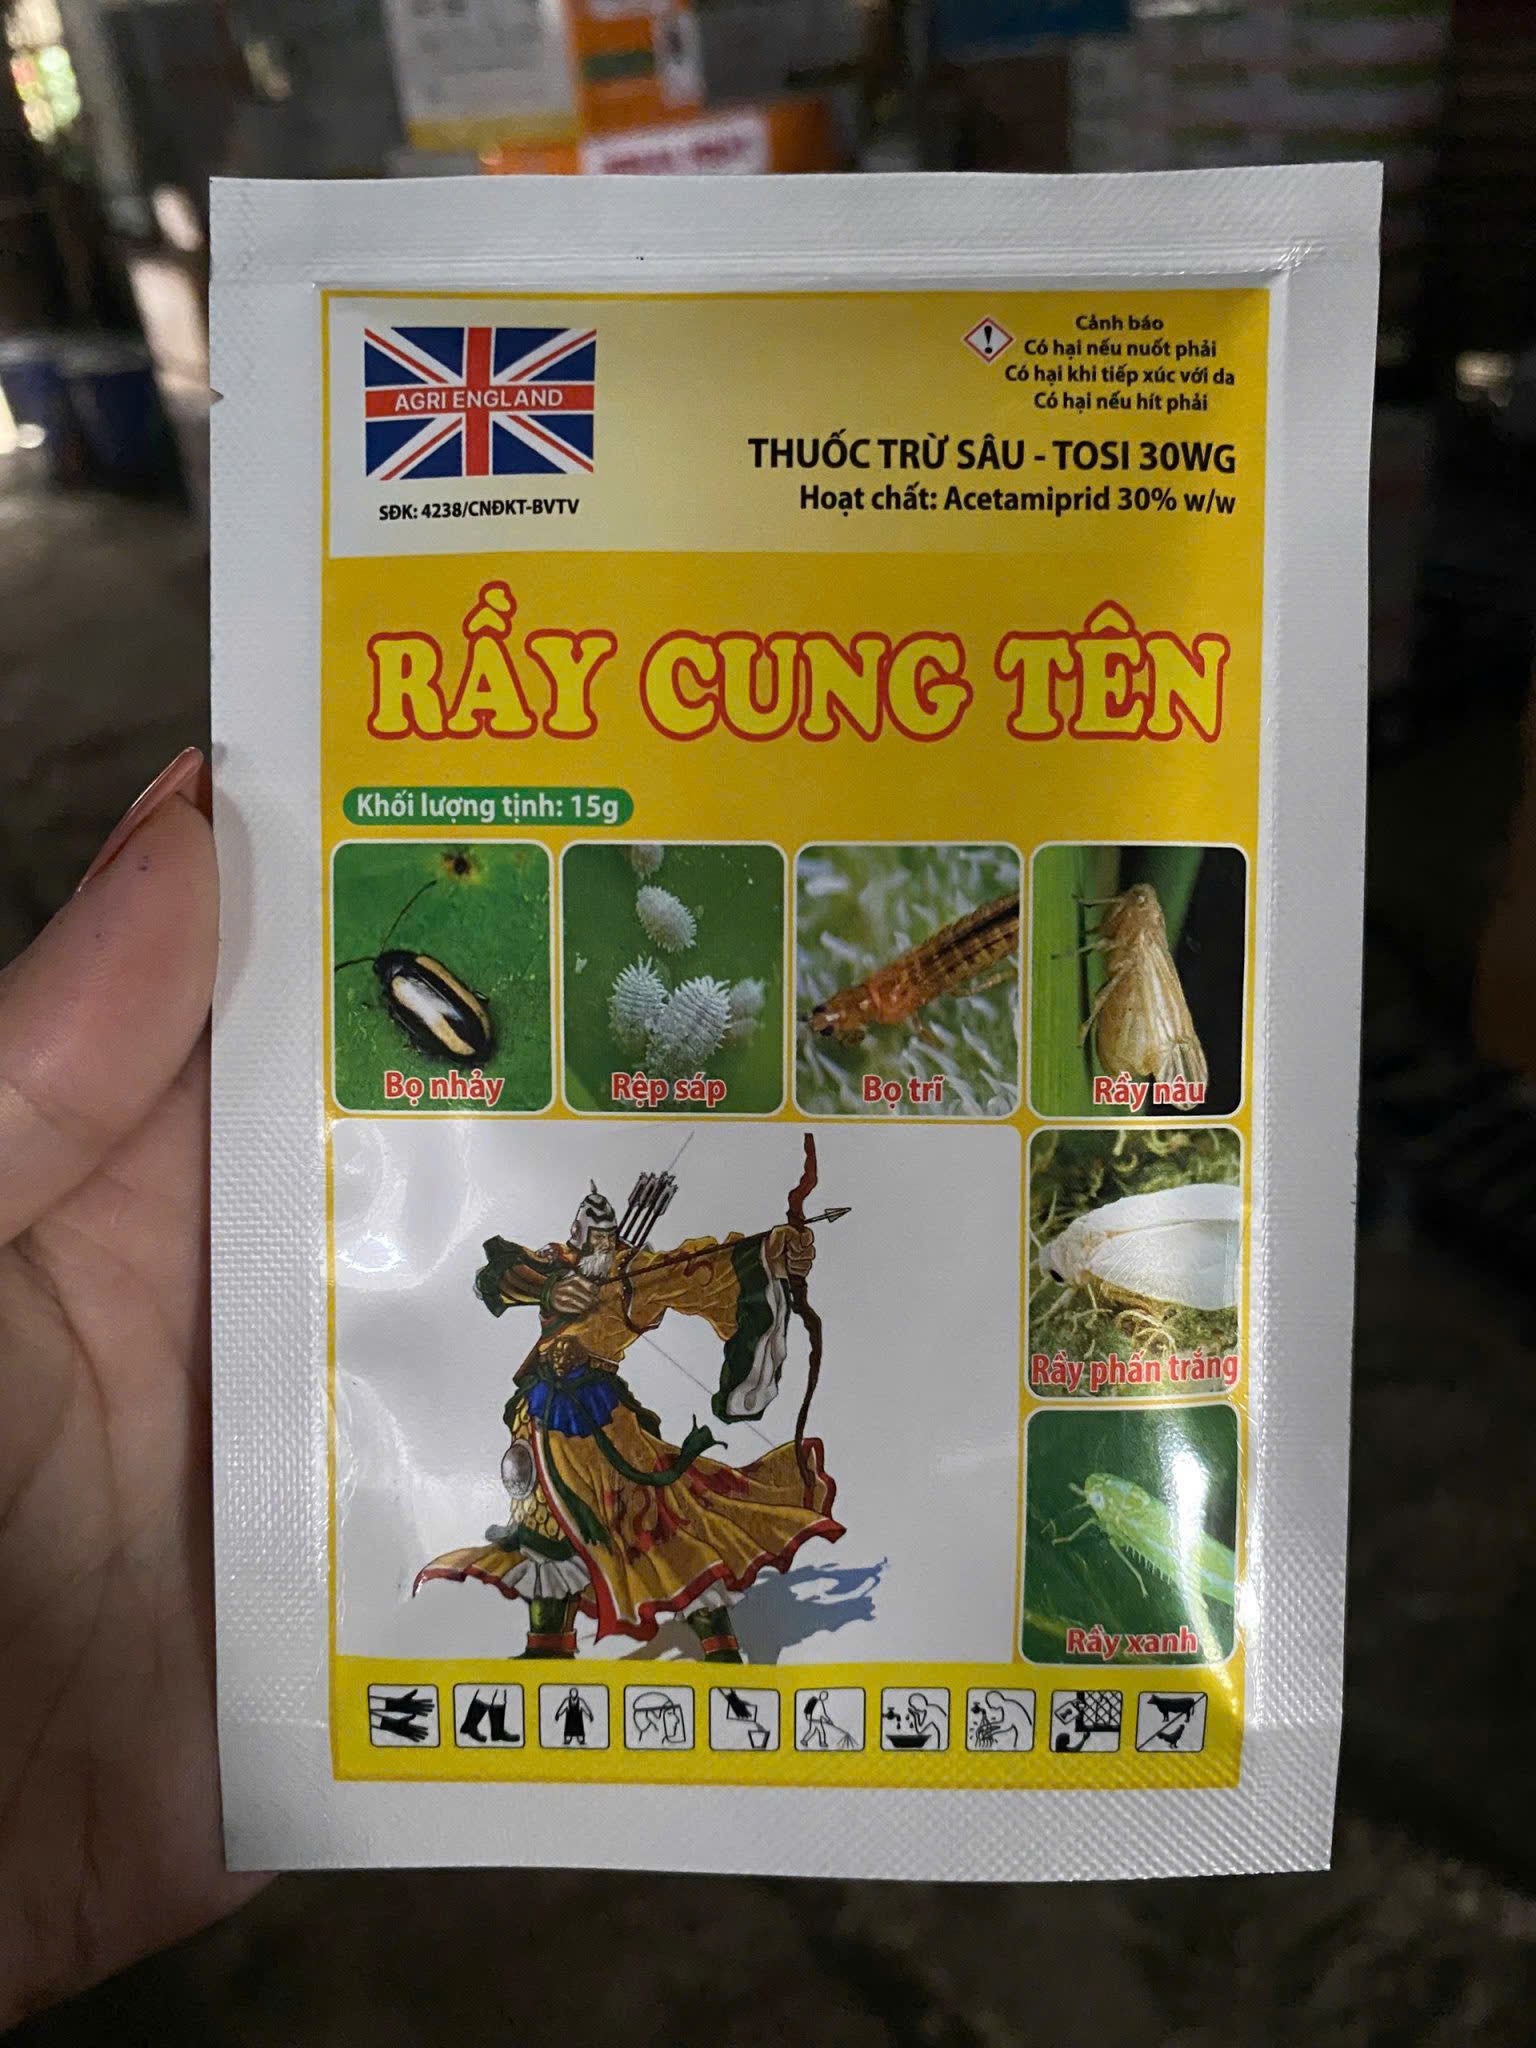 AGRI ENGLAND
SĐK: 4238/CNĐKT-BVTV
Cảnh báo
Có hại nếu nuốt phải
Có hại khi tiếp xúc với da
Có hại nếu hít phải
THUỐC TRỪ SÂU - TOSI 30WG
Hoạt chất: Acetamiprid 30% w/w
RẦY CUNG TÊN
Khối lượng tịnh: 15g
Bọ nhảy
Rệp sáp
Bọ trĩ
Rầy nâu
Rầy phấn trắng
Rầy xanh